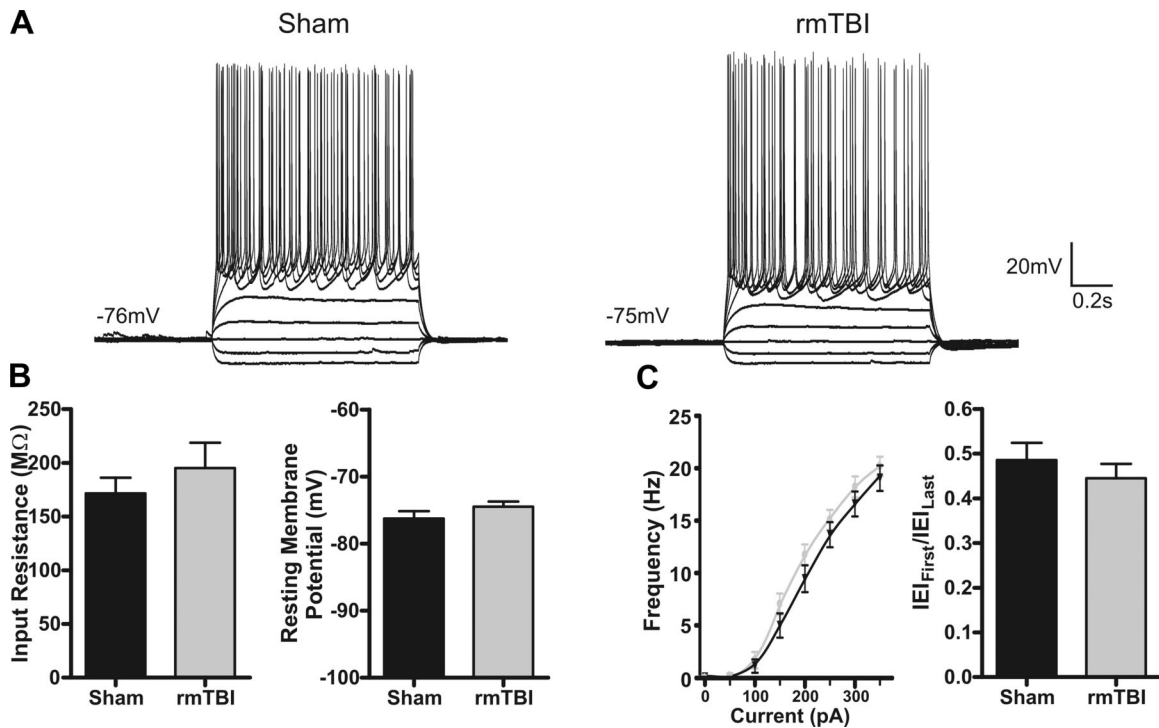 A
Sham
rmTBI
-76mV
-75mV
20mV
0.2s
B
Input Resistance (MΩ)
250
200
150
100
50
0
Sham
rmTBI
Resting Membrane
Potential (mV)
-60
-70
-80
-90
-100
Sham
rmTBI
C
Frequency (Hz)
25
20
15
10
5
0
0
100
200
300
Current (pA)
IEI_First/IEI_Last
0.6
0.5
0.4
0.3
0.2
0.1
0.0
Sham
rmTBI